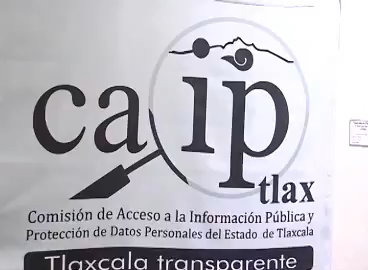 caip
tlax
Comisión de Acceso a la Información Pública y
Protección de Datos Personales del Estado de Tlaxcala
Tlaxcala transparente